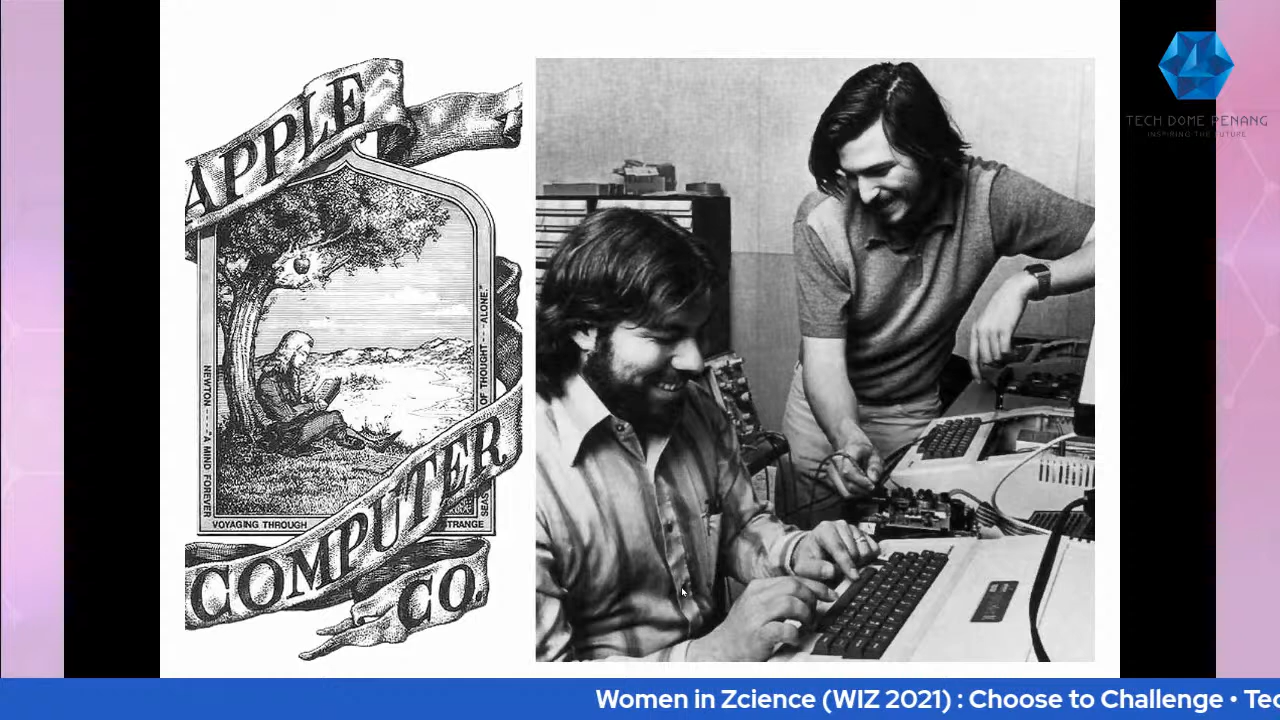 APPLE
NEWTON --- "A MIND FOREVER
VOYAGING THROUGH
STRANGE
SEAS
OF THOUGHT --- ALONE."
COMPUTER
CO.
TECH DOME PENANG
INSPIRING THE FUTURE
Women in Zcience (WIZ 2021) : Choose to Challenge • Tec